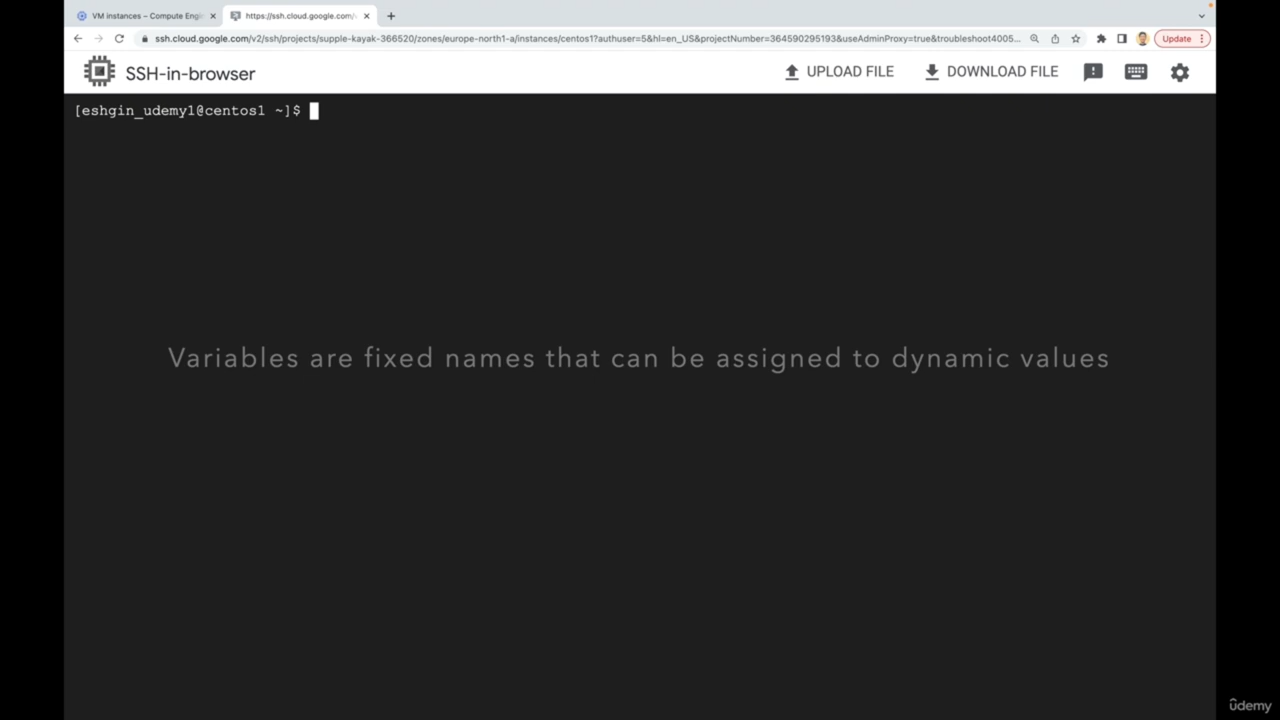 VM instances – Compute Engi
https://ssh.cloud.google.com/v
ssh.cloud.google.com/v2/ssh/projects/supple-kayak-366520/zones/europe-north1-a/instances/centos1?authuser=5&hl=en_US&projectNumber=364590295193&useAdminProxy=true&troubleshoot4005...
Update
SSH-in-browser
UPLOAD FILE
DOWNLOAD FILE
[eshgin_udemy1@centos1 ~]$
Variables are fixed names that can be assigned to dynamic values
ûdemy